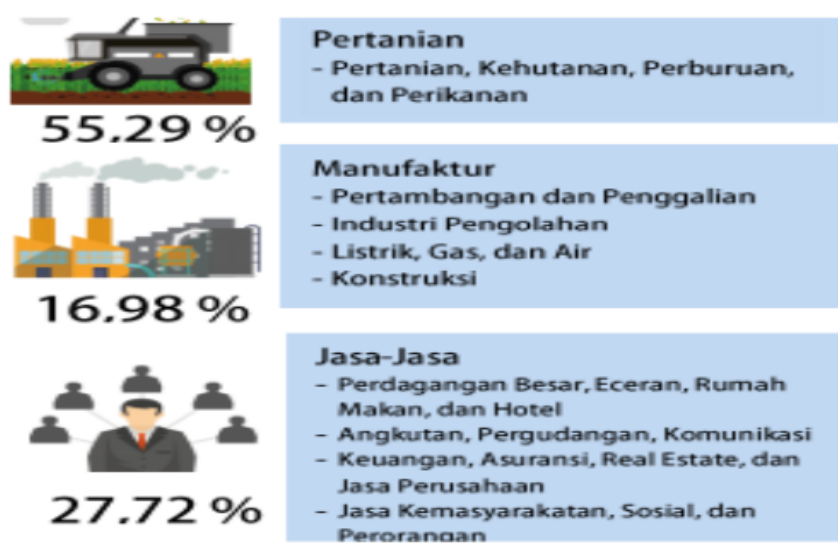 Pertanian
- Pertanian, Kehutanan, Perburuan,
dan Perikanan
55,29 %
Manufaktur
- Pertambangan dan Penggalian
- Industri Pengolahan
- Listrik, Gas, dan Air
- Konstruksi
16,98 %
Jasa-Jasa
- Perdagangan Besar, Eceran, Rumah
Makan, dan Hotel
- Angkutan, Pergudangan, Komunikasi
- Keuangan, Asuransi, Real Estate, dan
Jasa Perusahaan
- Jasa Kemasyarakatan, Sosial, dan
Perorangan
27,72 %